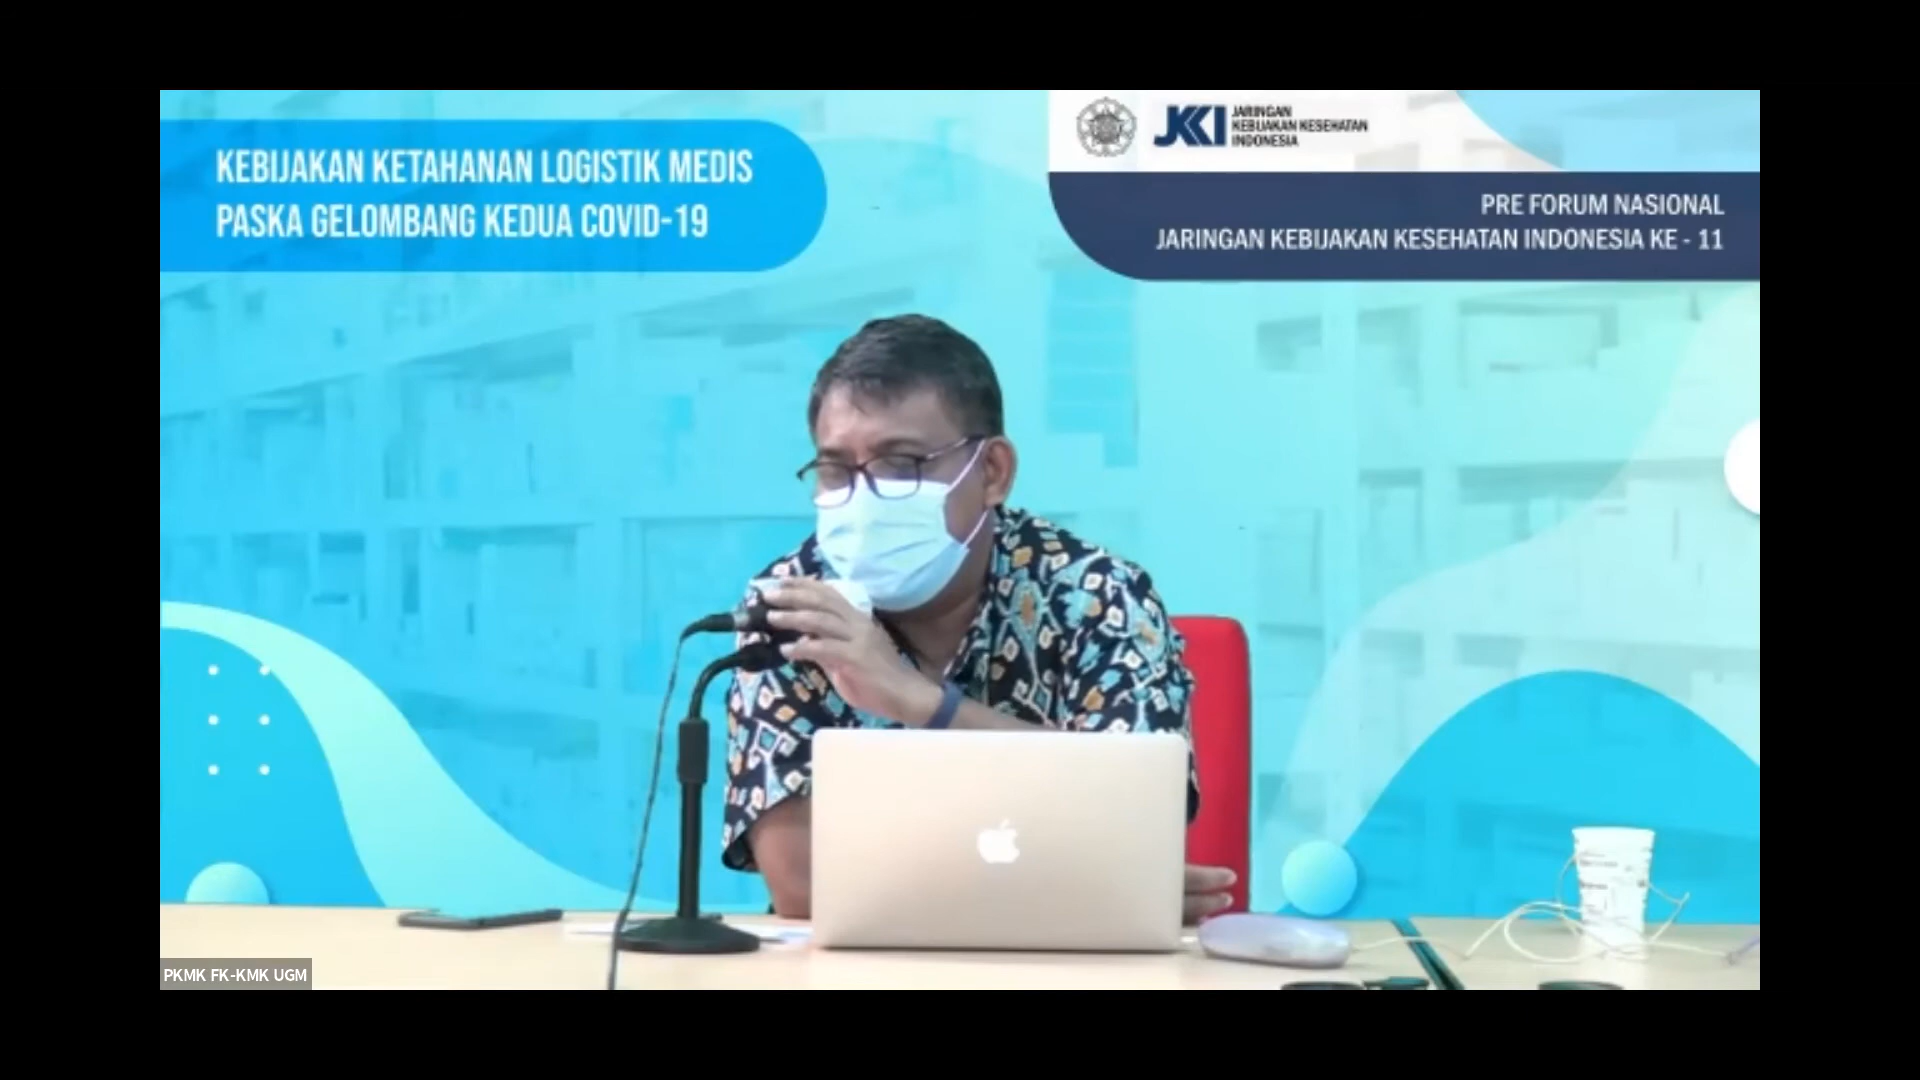 KEBIJAKAN KETAHANAN LOGISTIK MEDIS
PASKA GELOMBANG KEDUA COVID-19
JKKI
JARINGAN
KEBIJAKAN KESEHATAN
INDONESIA
PRE FORUM NASIONAL
JARINGAN KEBIJAKAN KESEHATAN INDONESIA KE - 11
PKMK FK-KMK UGM